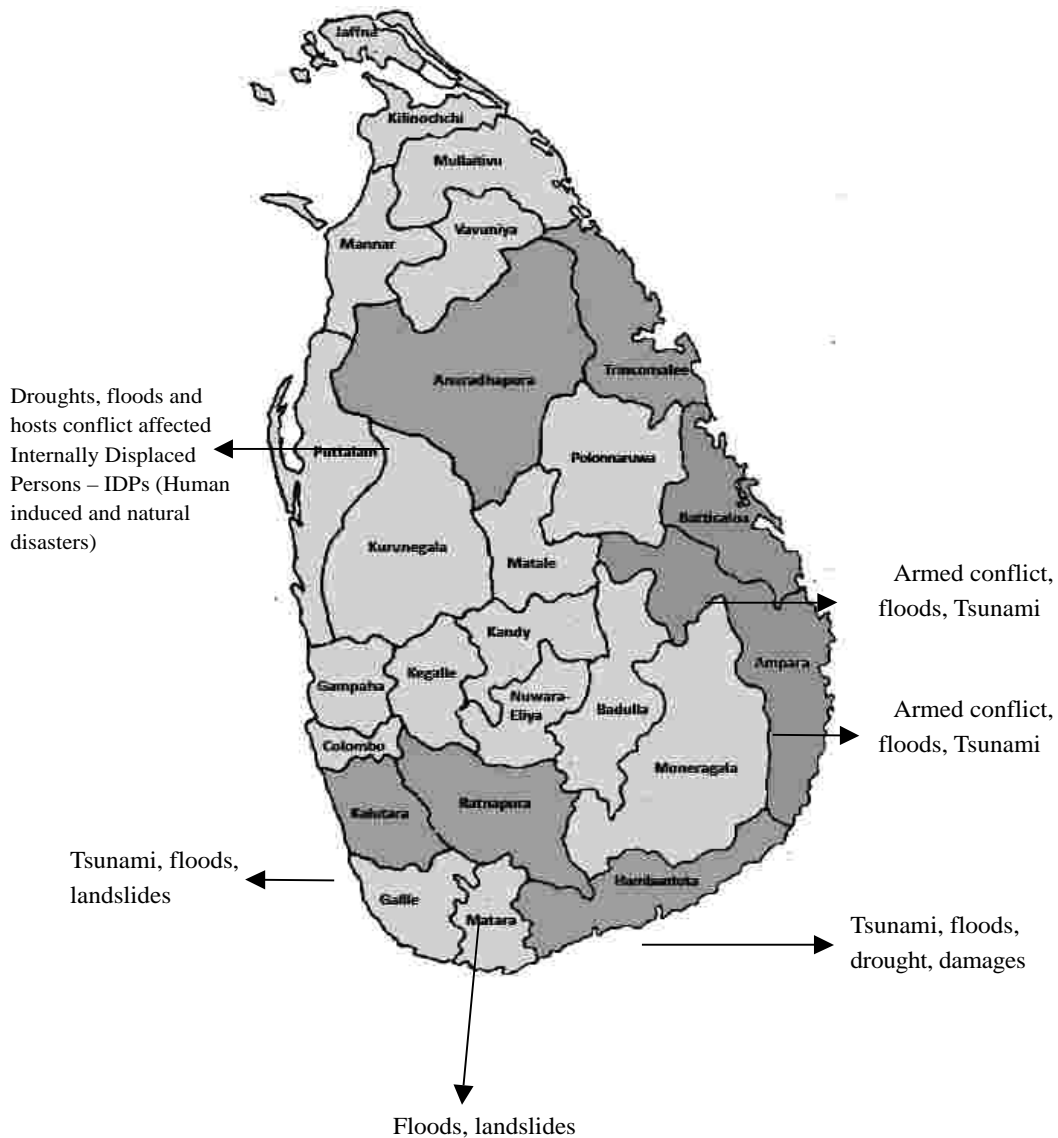 Jaffna
Kilinochchi
Mullaitivu
Vavuniya
Mannar
Anuradhapura
Trincomalee
Droughts, floods and
hosts conflict affected
Internally Displaced
Persons – IDPs (Human
induced and natural
disasters)
Puttalam
Polonnaruwa
Batticaloa
Kurunegala
Matale
Armed conflict,
floods, Tsunami
Kandy
Ampara
Kegalle
Gampaha
Nuwara-
Eliya
Badulla
Armed conflict,
floods, Tsunami
Colombo
Moneragala
Ratnapura
Kalutara
Tsunami, floods,
landslides
Hambantota
Galle
Matara
Tsunami, floods,
drought, damages
Floods, landslides